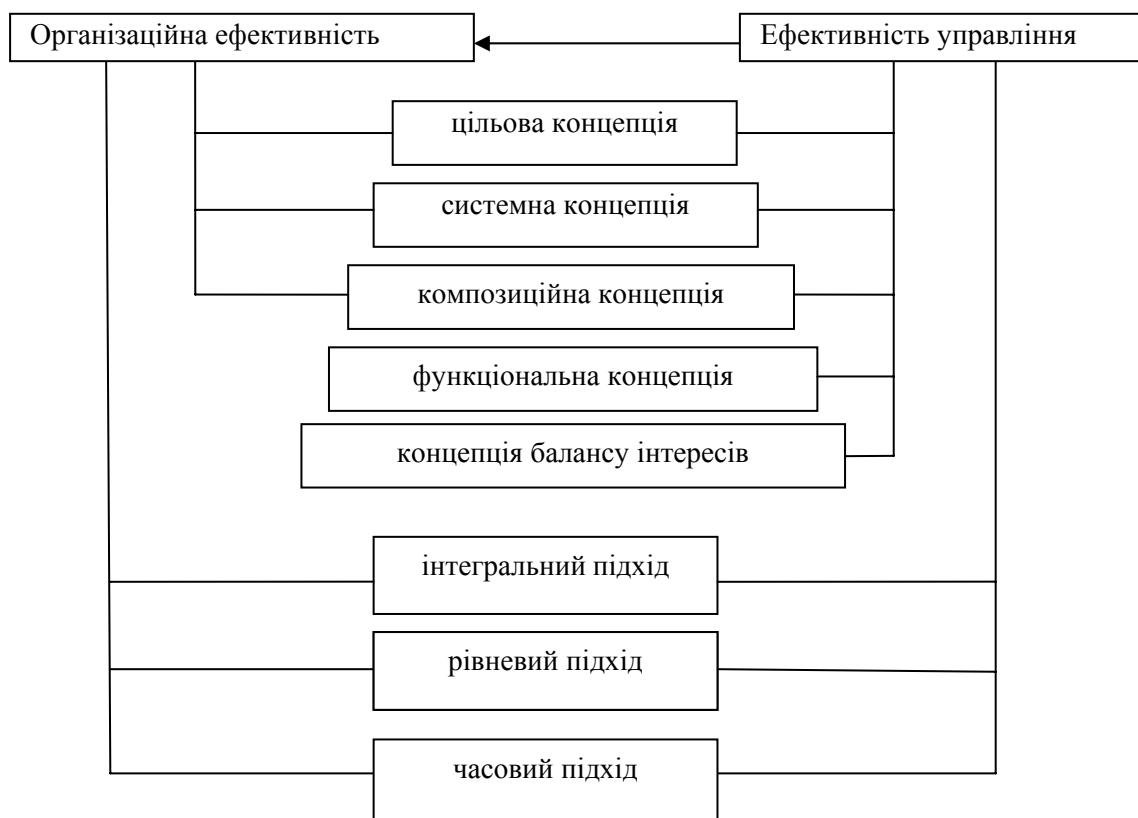 Організаційна ефективність
Ефективність управління
цільова концепція
системна концепція
композиційна концепція
функціональна концепція
концепція балансу інтересів
інтегральний підхід
рівневий підхід
часовий підхід